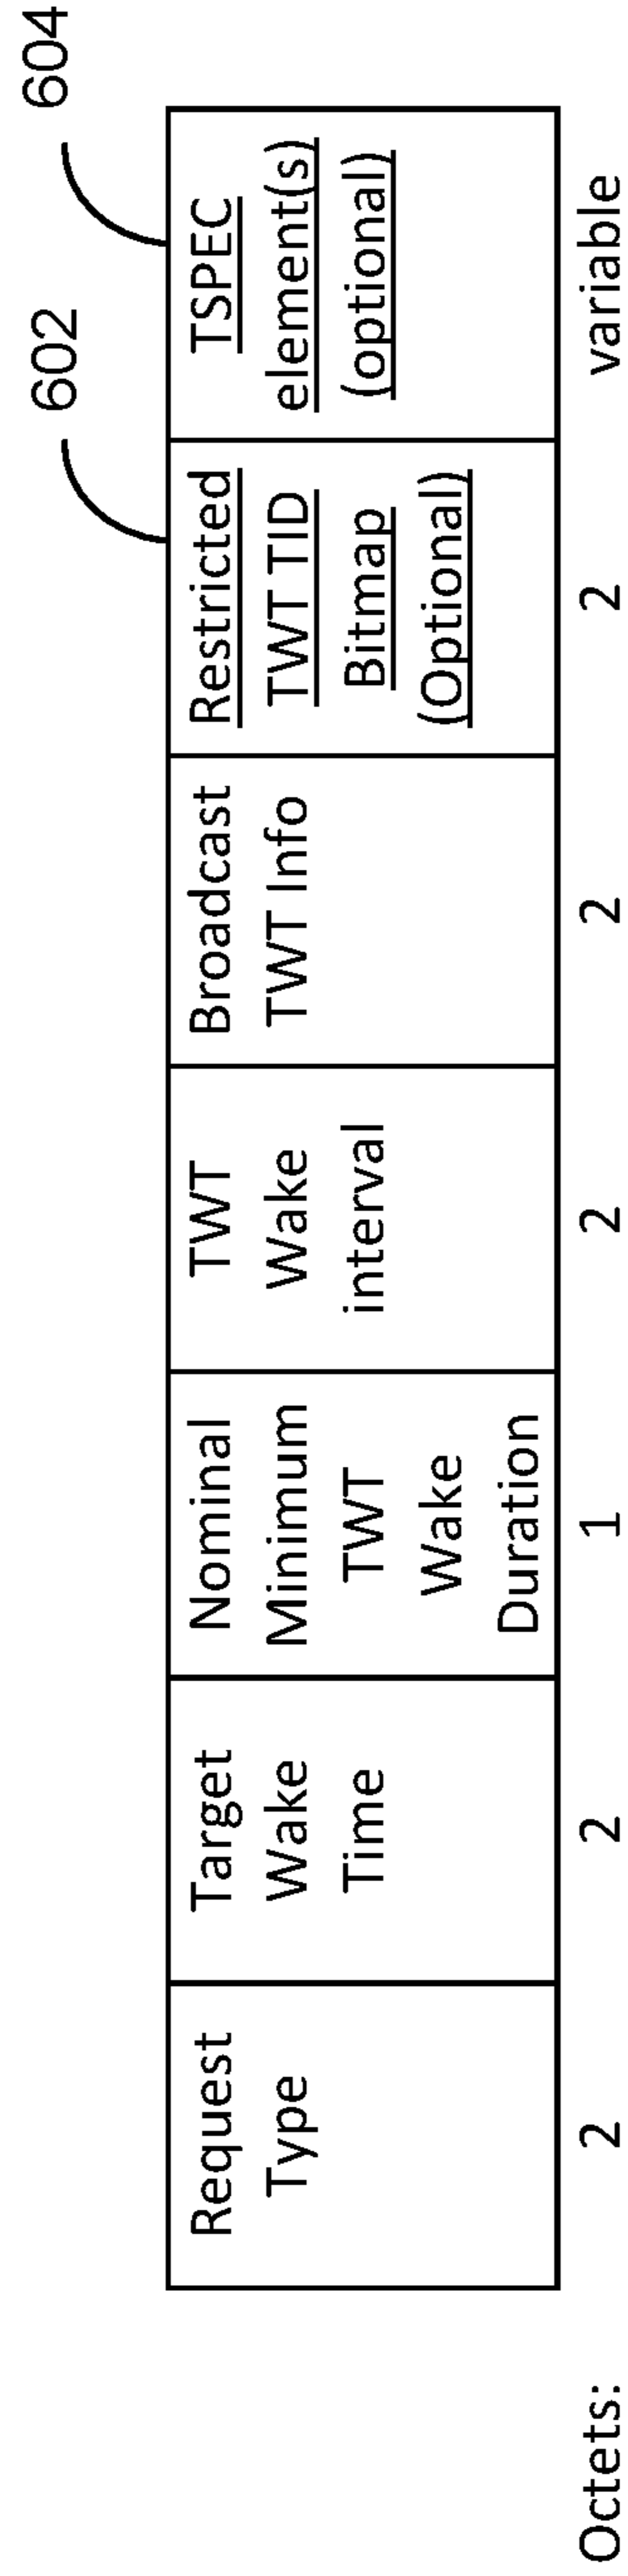 604
602
Request
Type
Target
Wake
Time
Nominal
Minimum
TWT
Wake
Duration
TWT
Wake
interval
Broadcast
TWT Info
Restricted
TWT TID
Bitmap
(Optional)
TSPEC
element(s)
(optional)
Octets: 2 2 1 2 2 2 variable